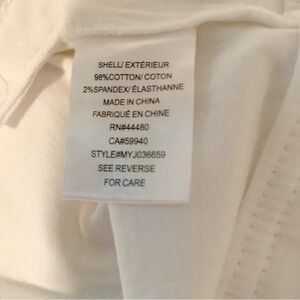 SHELL/ EXTÉRIEUR
98%COTTON/ COTON
2%SPANDEX/ ÉLASTHANNE
MADE IN CHINA
FABRIQUÉ EN CHINE
RN#44480
CA#59940
STYLE#MYJ036659
SEE REVERSE
FOR CARE